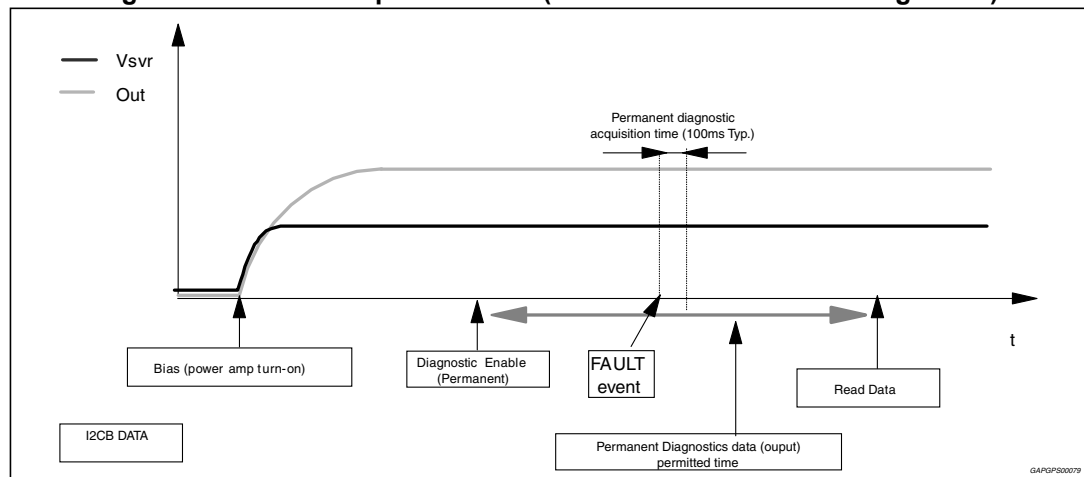 Vsvr
Out
Permanent diagnostic
acquisition time (100ms Typ.)
t
Bias (power amp turn-on)
Diagnostic Enable
(Permanent)
FAULT
event
Read Data
I2CB DATA
Permanent Diagnostics data (ouput)
permitted time
GAPGPS00079